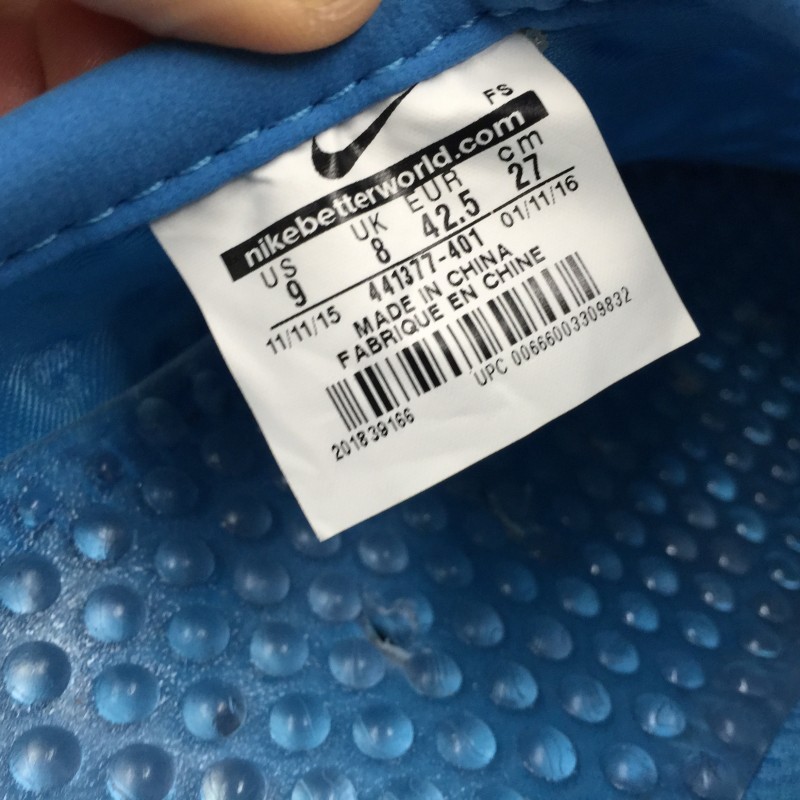 FS
nikebetterworld.com
US UK EUR cm
9 8 42.5 27
441377-401
11/11/15 01/11/16
MADE IN CHINA
FABRIQUE EN CHINE
201839166 UPC 00666003309832